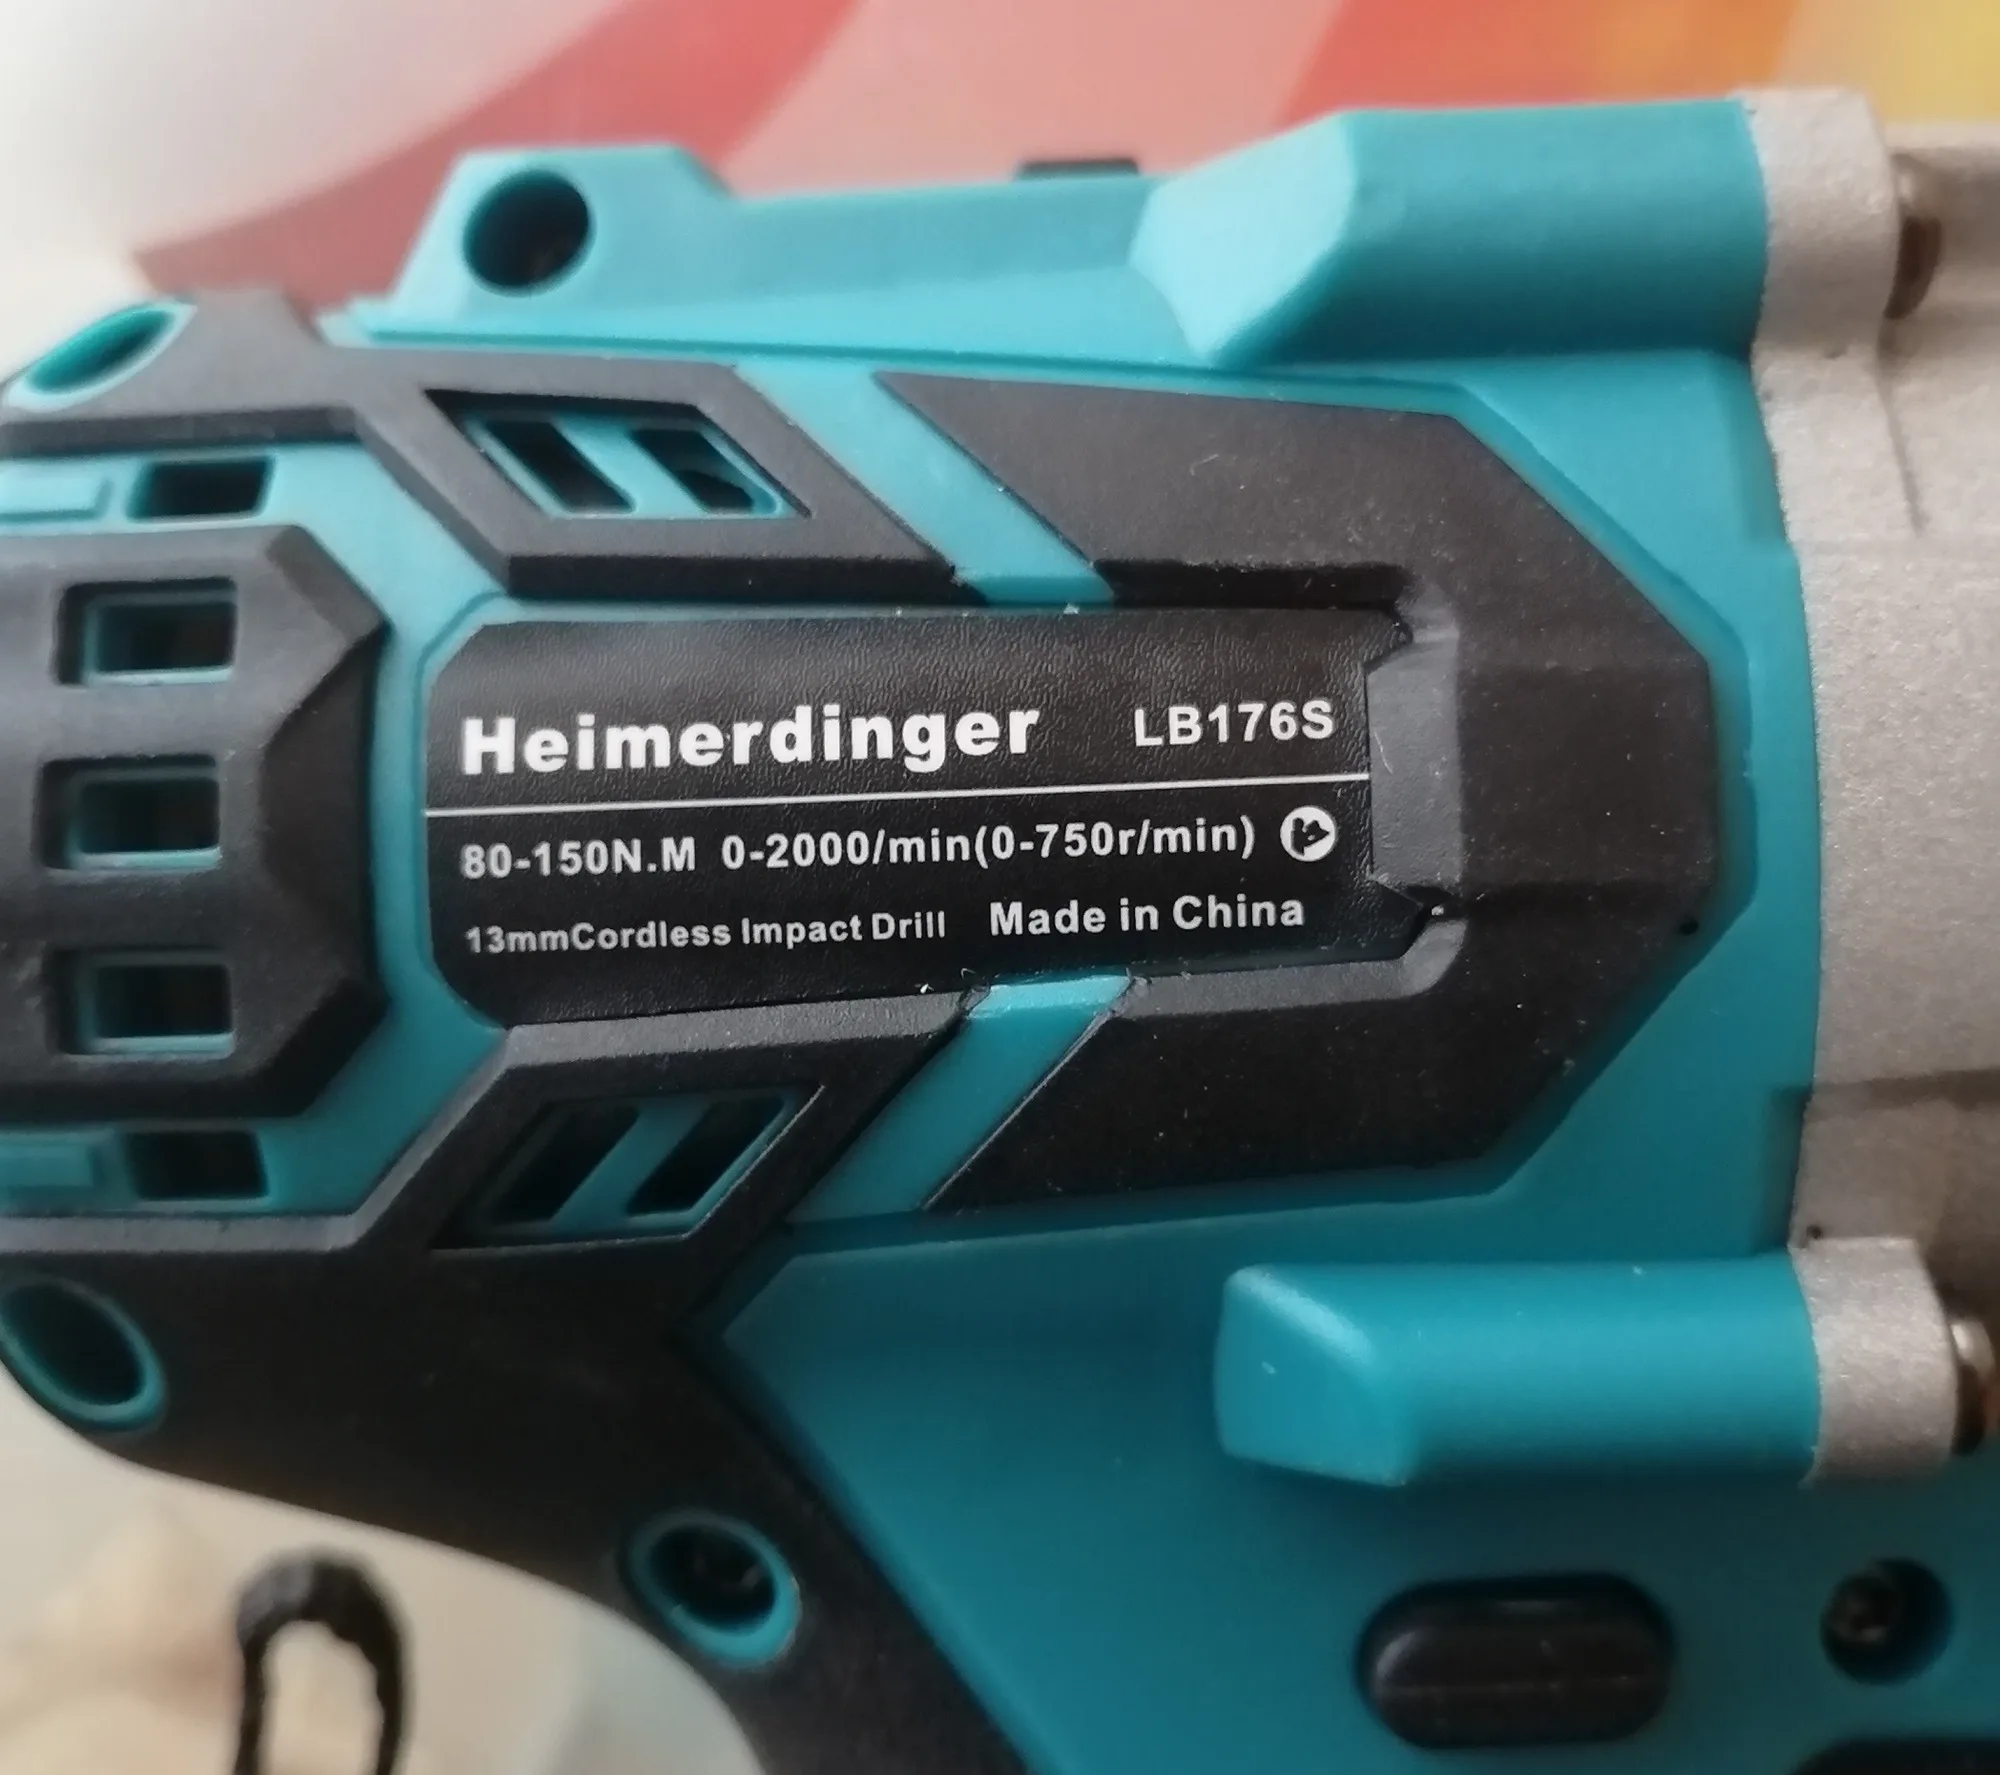 Heimerdinger LB176S
80-150N.M 0-2000/min(0-750r/min)
13mmCordless Impact Drill Made in China